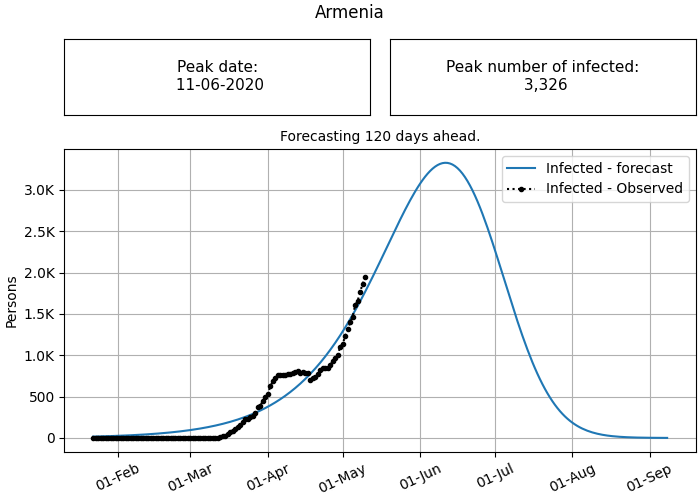 Armenia
Peak date:
11-06-2020
Peak number of infected:
3,326
Forecasting 120 days ahead.
Infected - forecast
Infected - Observed
Persons
3.0K
2.5K
2.0K
1.5K
1.0K
500
0
01-Feb
01-Mar
01-Apr
01-May
01-Jun
01-Jul
01-Aug
01-Sep